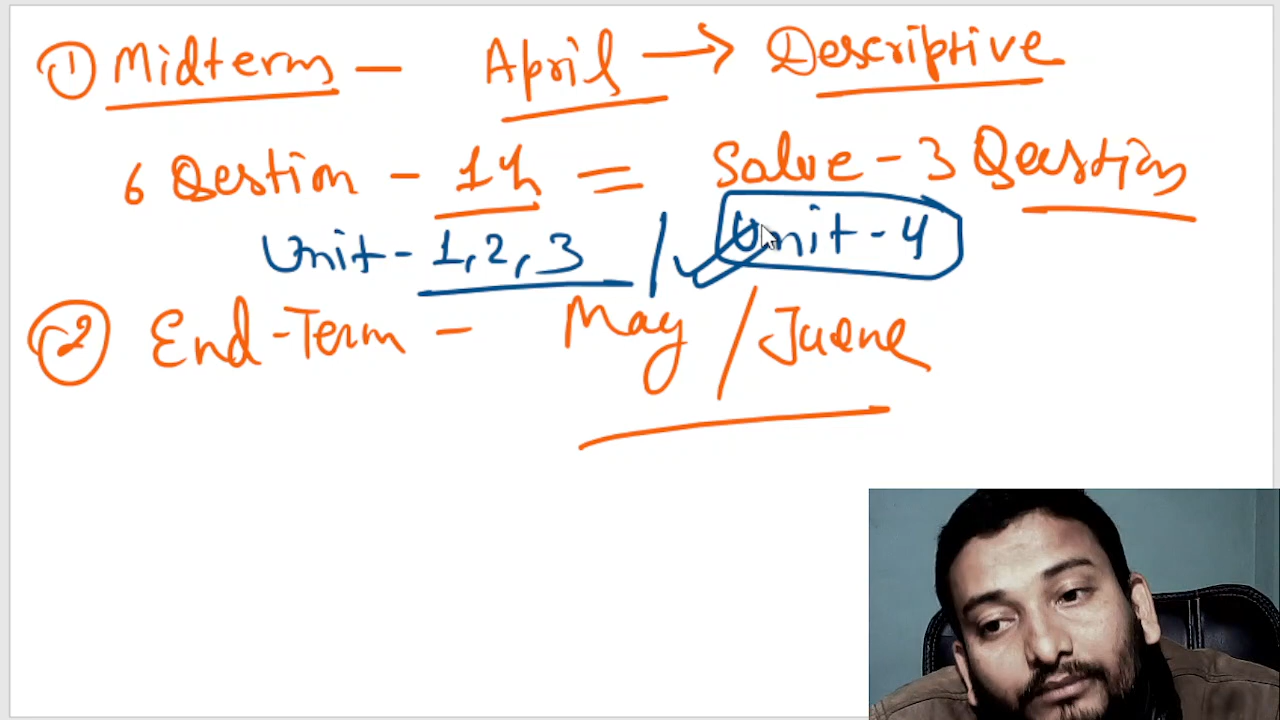 ① Midterm - April → Descriptive
6 Qestion - 1h = Solve - 3 Qestion
Unit - 1,2,3 / Unit - 4
② End-Term - May / Juene